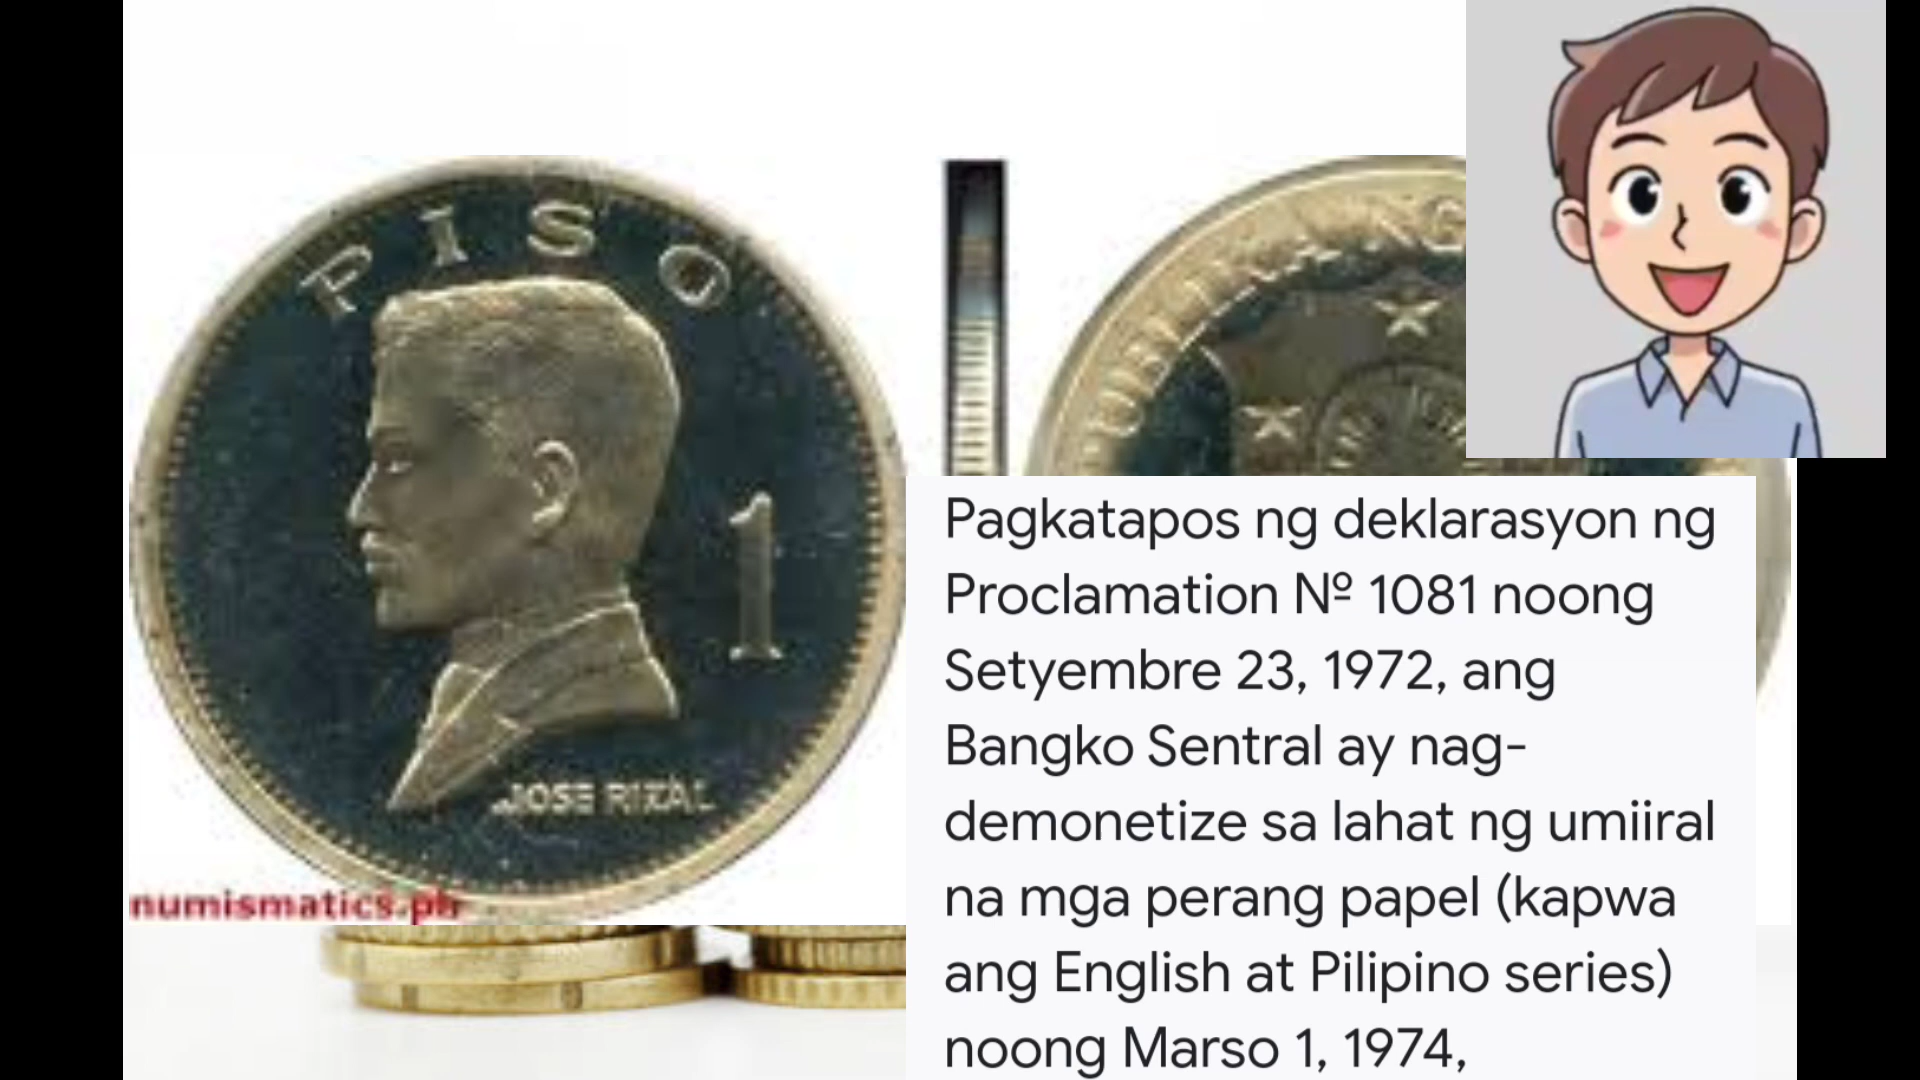 PISO
1
JOSE RIZAL
numismatics.ph
Pagkatapos ng deklarasyon ng
Proclamation Nº 1081 noong
Setyembre 23, 1972, ang
Bangko Sentral ay nag-
demonetize sa lahat ng umiiral
na mga perang papel (kapwa
ang English at Pilipino series)
noong Marso 1, 1974,